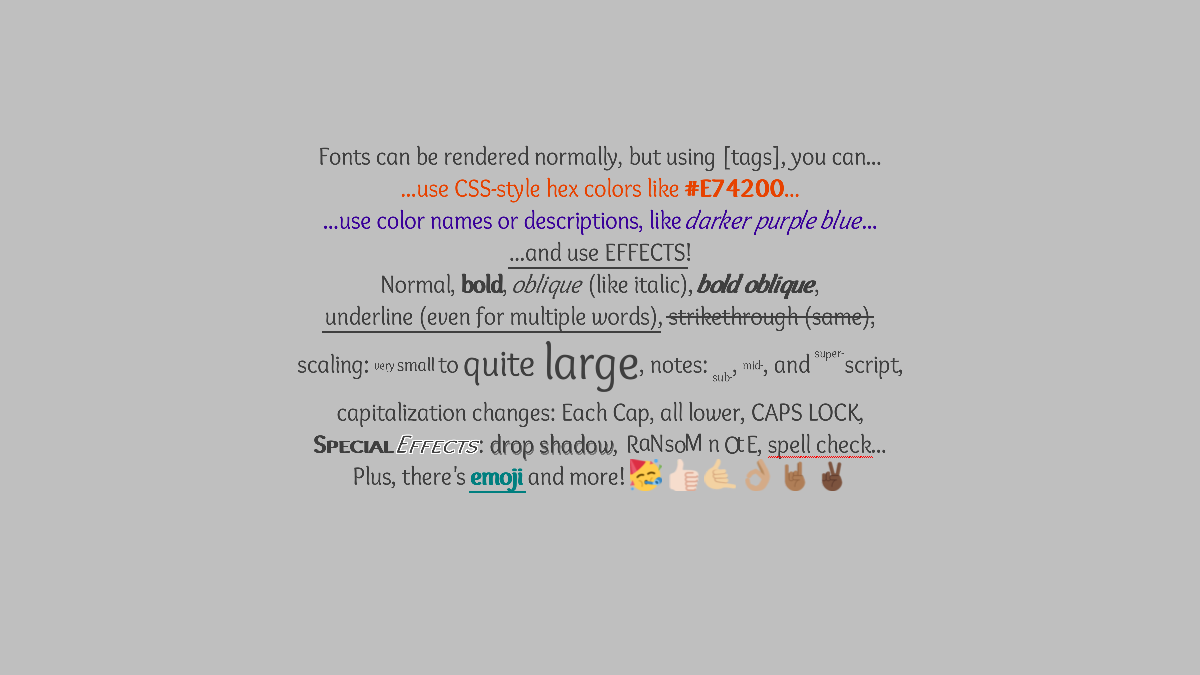 Fonts can be rendered normally, but using [tags], you can...
...use CSS-style hex colors like #E74200...
...use color names or descriptions, like darker purple blue...
...and use EFFECTS!
Normal, bold, oblique (like italic), bold oblique,
underline (even for multiple words), strikethrough (same),
scaling: very small to quite large, notes: sub-, mid-, and super-script,
capitalization changes: Each Cap, all lower, CAPS LOCK,
Special Effects: drop shadow, RaNsoM nOtE, spell check...
Plus, there's emoji and more! 🥳👍🏻🤙🏼👌🏽🤘🏾✌🏿